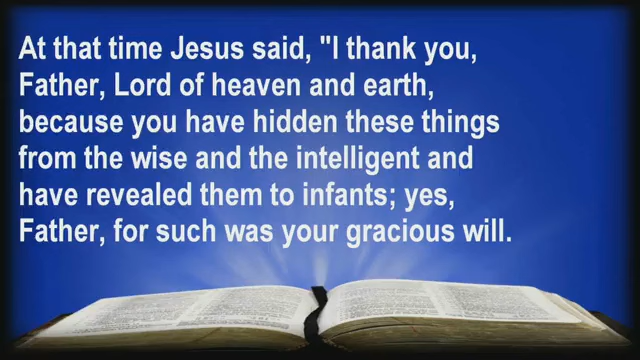 At that time Jesus said, "I thank you,
Father, Lord of heaven and earth,
because you have hidden these things
from the wise and the intelligent and
have revealed them to infants; yes,
Father, for such was your gracious will.